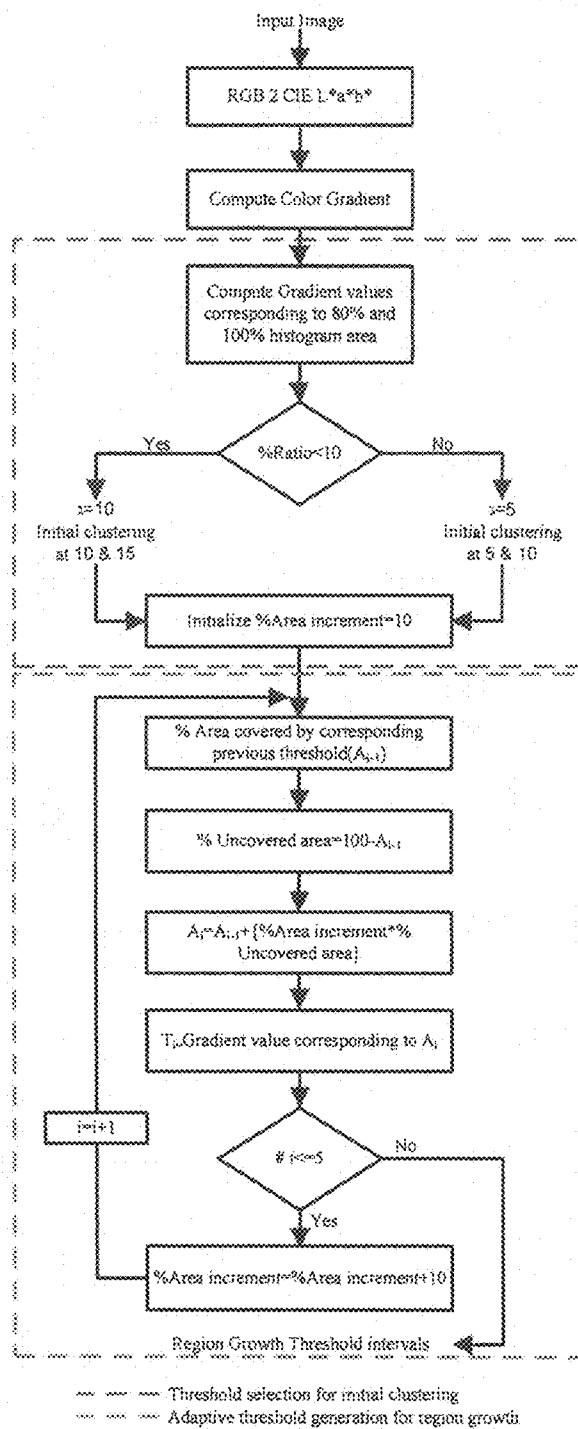 Input Image
RGB 2 CIE L*a*b*
Compute Color Gradient
Compute Gradient values
corresponding to 80% and
100% histogram area
%Ratio<10
Yes
No
λ=10
Initial clustering
at 10 & 15
λ=5
Initial clustering
at 5 & 10
Initialize %Area increment=10
% Area covered by corresponding
previous threshold(Ai-1)
% Uncovered area=100-Ai-1
Ai=Ai-1+{%Area increment*%
Uncovered area}
Ti=Gradient value corresponding to Ai
i=i+1
# i<=5
No
Yes
%Area increment=%Area increment+10
Region Growth Threshold intervals
Threshold selection for initial clustering
Adaptive threshold generation for region growth